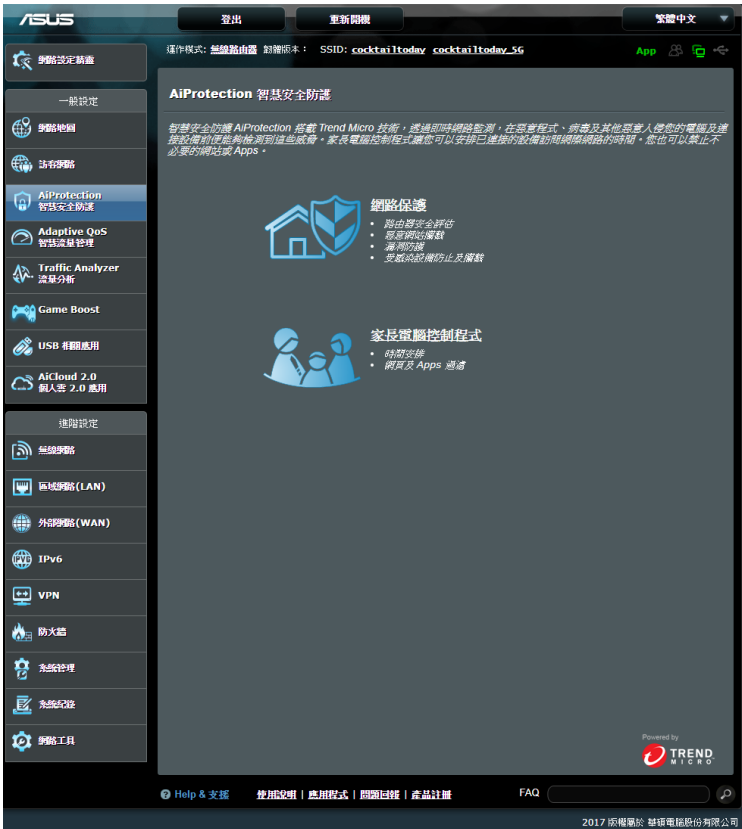 ASUS
登出
重新開機
繁體中文
運作模式: 無線路由器 韌體版本: SSID: cocktailtoday cocktailtoday_5G
App
網路設定精靈
一般設定
網路地圖
訪客網路
AiProtection
智慧安全防護
Adaptive QoS
智慧流量管理
Traffic Analyzer
流量分析
Game Boost
USB 相關應用
AiCloud 2.0
個人雲 2.0 應用
進階設定
無線網路
區域網路(LAN)
外部網路(WAN)
IPv6
VPN
防火牆
系統管理
系統紀錄
網路工具
AiProtection 智慧安全防護
智慧安全防護 AiProtection 搭載 Trend Micro 技術，透過即時網路監測，在惡意程式、病毒及其他惡意人侵您的電腦及連
接設備前便能夠檢測到這些威脅。家長電腦控制程式讓您可以安排已連接的設備訪問網際網路的時間。您也可以禁止不
必要的網站或 Apps。
網路保護
• 路由器安全評估
• 惡意網站攔截
• 漏洞防護
• 受感染設備防止及攔截
家長電腦控制程式
• 時間安排
• 網頁及 Apps 過濾
Powered by
TREND
MICRO
Help & 支援 使用說明 | 應用程式 | 問題回報 | 產品註冊 FAQ
2017 版權屬於 華碩電腦股份有限公司